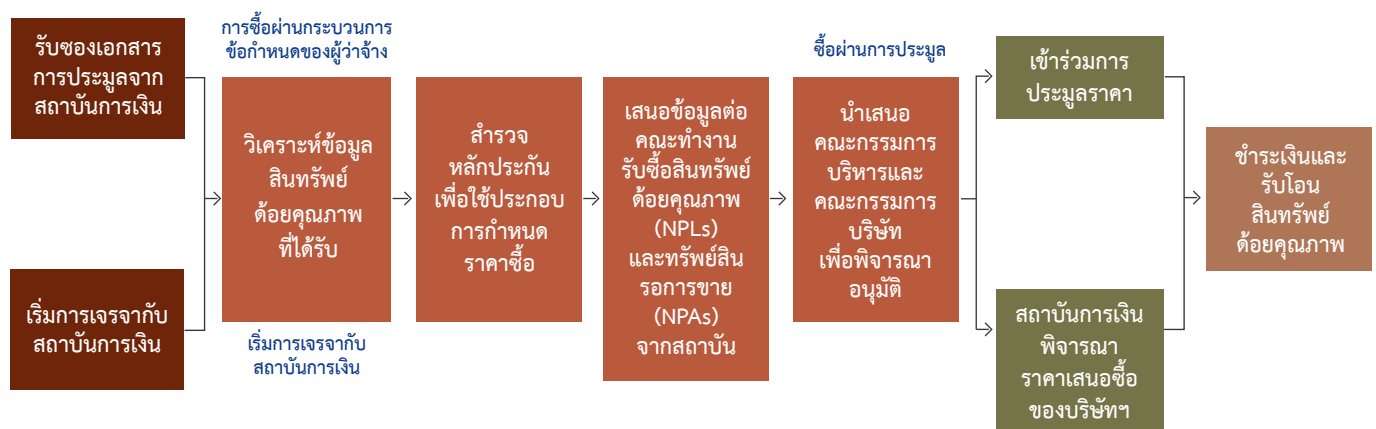 รับซองเอกสาร
การประมูลจาก
สถาบันการเงิน
เริ่มการเจรจากับ
สถาบันการเงิน
การซื้อผ่านกระบวนการ
ข้อกำหนดของผู้ว่าจ้าง
วิเคราะห์ข้อมูล
สินทรัพย์
ด้อยคุณภาพ
ที่ได้รับ
เริ่มการเจรจากับ
สถาบันการเงิน
สำรวจ
หลักประกัน
เพื่อใช้ประกอบ
การกำหนด
ราคาซื้อ
เสนอข้อมูลต่อ
คณะทำงาน
รับซื้อสินทรัพย์
ด้อยคุณภาพ
(NPLs)
และทรัพย์สิน
รอการขาย
(NPAs)
จากสถาบัน
ซื้อผ่านการประมูล
นำเสนอ
คณะกรรมการ
บริหารและ
คณะกรรมการ
บริษัท
เพื่อพิจารณา
อนุมัติ
เข้าร่วมการ
ประมูลราคา
สถาบันการเงิน
พิจารณา
ราคาเสนอซื้อ
ของบริษัทฯ
ชำระเงินและ
รับโอน
สินทรัพย์
ด้อยคุณภาพ